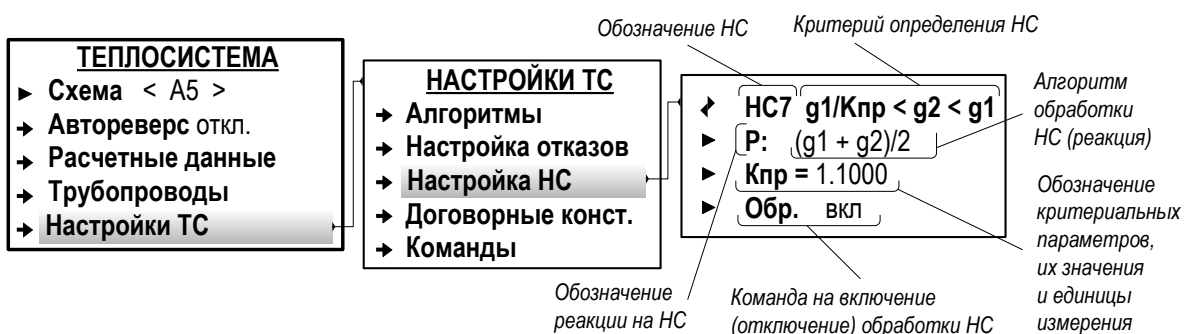 Обозначение НС
Критерий определения НС
ТЕПЛОСИСТЕМА
Схема < А5 >
Автореверс откл.
Расчетные данные
Трубопроводы
Настройки ТС
НАСТРОЙКИ ТС
Алгоритмы
Настройка отказов
Настройка НС
Договорные конст.
Команды
НС7 g1/Kпр < g2 < g1
Р: (g1 + g2)/2
Кпр = 1.1000
Обр. вкл
Алгоритм
обработки
НС (реакция)
Обозначение
критериальных
параметров,
их значения
и единицы
измерения
Обозначение
реакции на НС
Команда на включение
(отключение) обработки НС